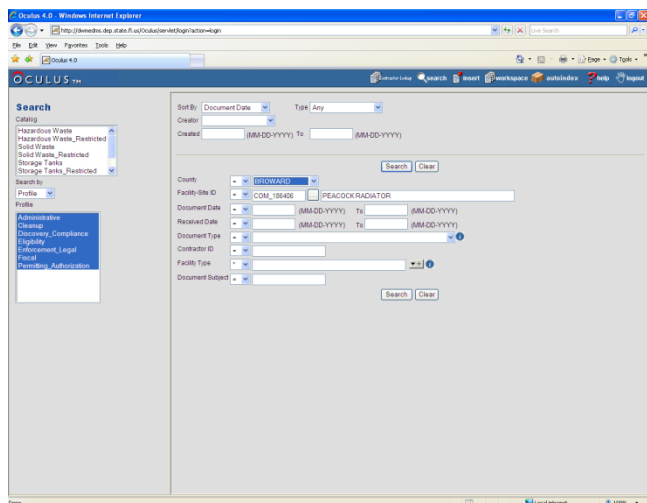 Oculus 4.0 - Windows Internet Explorer
http://dwmedms.dep.state.fl.us/Oculus/servlet/login?action=login
Live Search
File Edit View Favorites Tools Help
Oculus 4.0
Page Tools
OCULUS TM
search insert workspace autoindex help logout
Search
Catalog
Hazardous Waste
Hazardous Waste_Restricted
Solid Waste
Solid Waste_Restricted
Storage Tanks
Storage Tanks_Restricted
Search by
Profile
Profile
Administrative
Cleanup
Discovery_Compliance
Eligibility
Enforcement_Legal
Fiscal
Permitting_Authorization
Sort By Document Date Type Any
Creator
Created (MM-DD-YYYY) To (MM-DD-YYYY)
Search Clear
County = BROWARD
Facility-Site ID = COM_186406 ... PEACOCK RADIATOR
Document Date = (MM-DD-YYYY) To (MM-DD-YYYY)
Received Date = (MM-DD-YYYY) To (MM-DD-YYYY)
Document Type =
Contractor ID =
Facility Type
Document Subject =
Search Clear
Done
Local intranet
100%